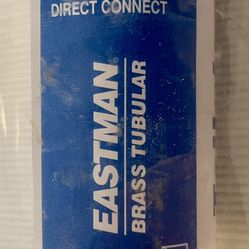 DIRECT CONNECT
EASTMAN
BRASS TUBULAR